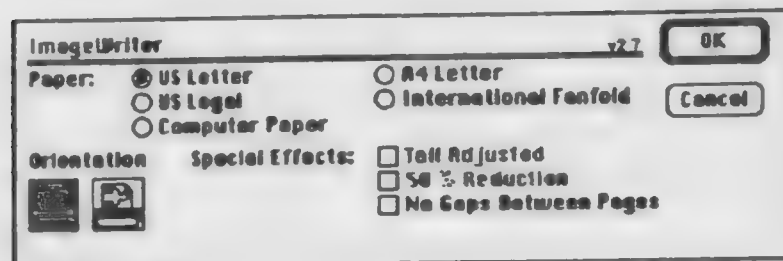 ImageWriter v2.7 OK
Paper: US Letter A4 Letter
US Legal International Fanfold Cancel
Computer Paper
Orientation Special Effects: Tall Adjusted
50 % Reduction
No Gaps Between Pages